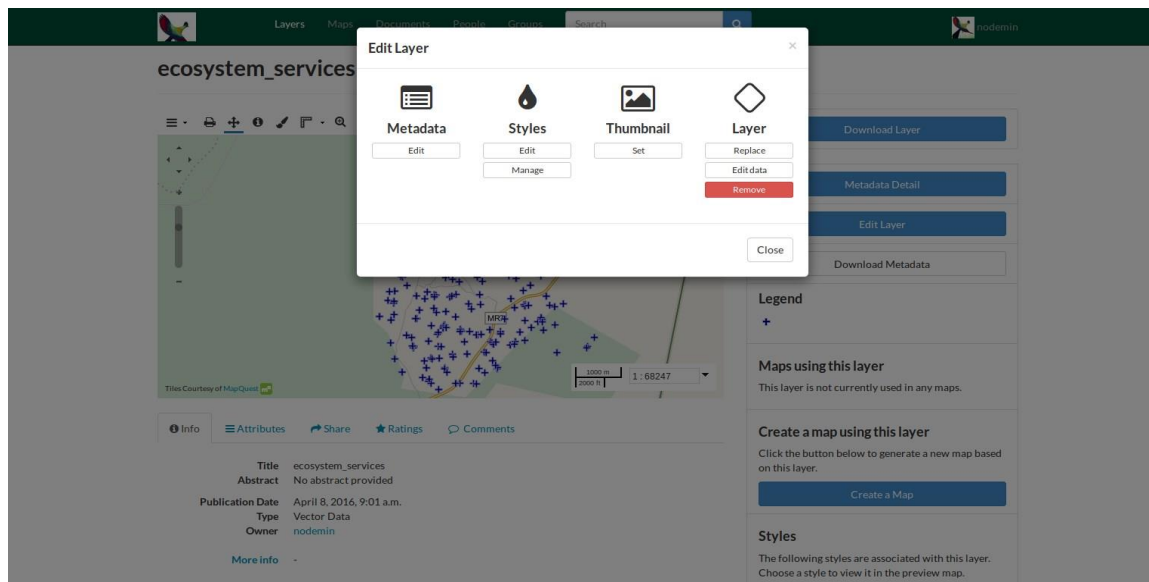 Layers Maps Documents People Groups Search
nodemin
ecosystem_services
Edit Layer ×
Metadata
Edit
Styles
Edit
Manage
Thumbnail
Set
Layer
Replace
Edit data
Remove
Close
MR7
Tiles Courtesy of MapQuest
1000 m
2000 ft
1 : 68247
Info Attributes Share Ratings Comments
Title ecosystem_services
Abstract No abstract provided
Publication Date April 8, 2016, 9:01 a.m.
Type Vector Data
Owner nodemin
More info -
Download Layer
Metadata Detail
Edit Layer
Download Metadata
Legend
Maps using this layer
This layer is not currently used in any maps.
Create a map using this layer
Click the button below to generate a new map based
on this layer.
Create a Map
Styles
The following styles are associated with this layer.
Choose a style to view it in the preview map.